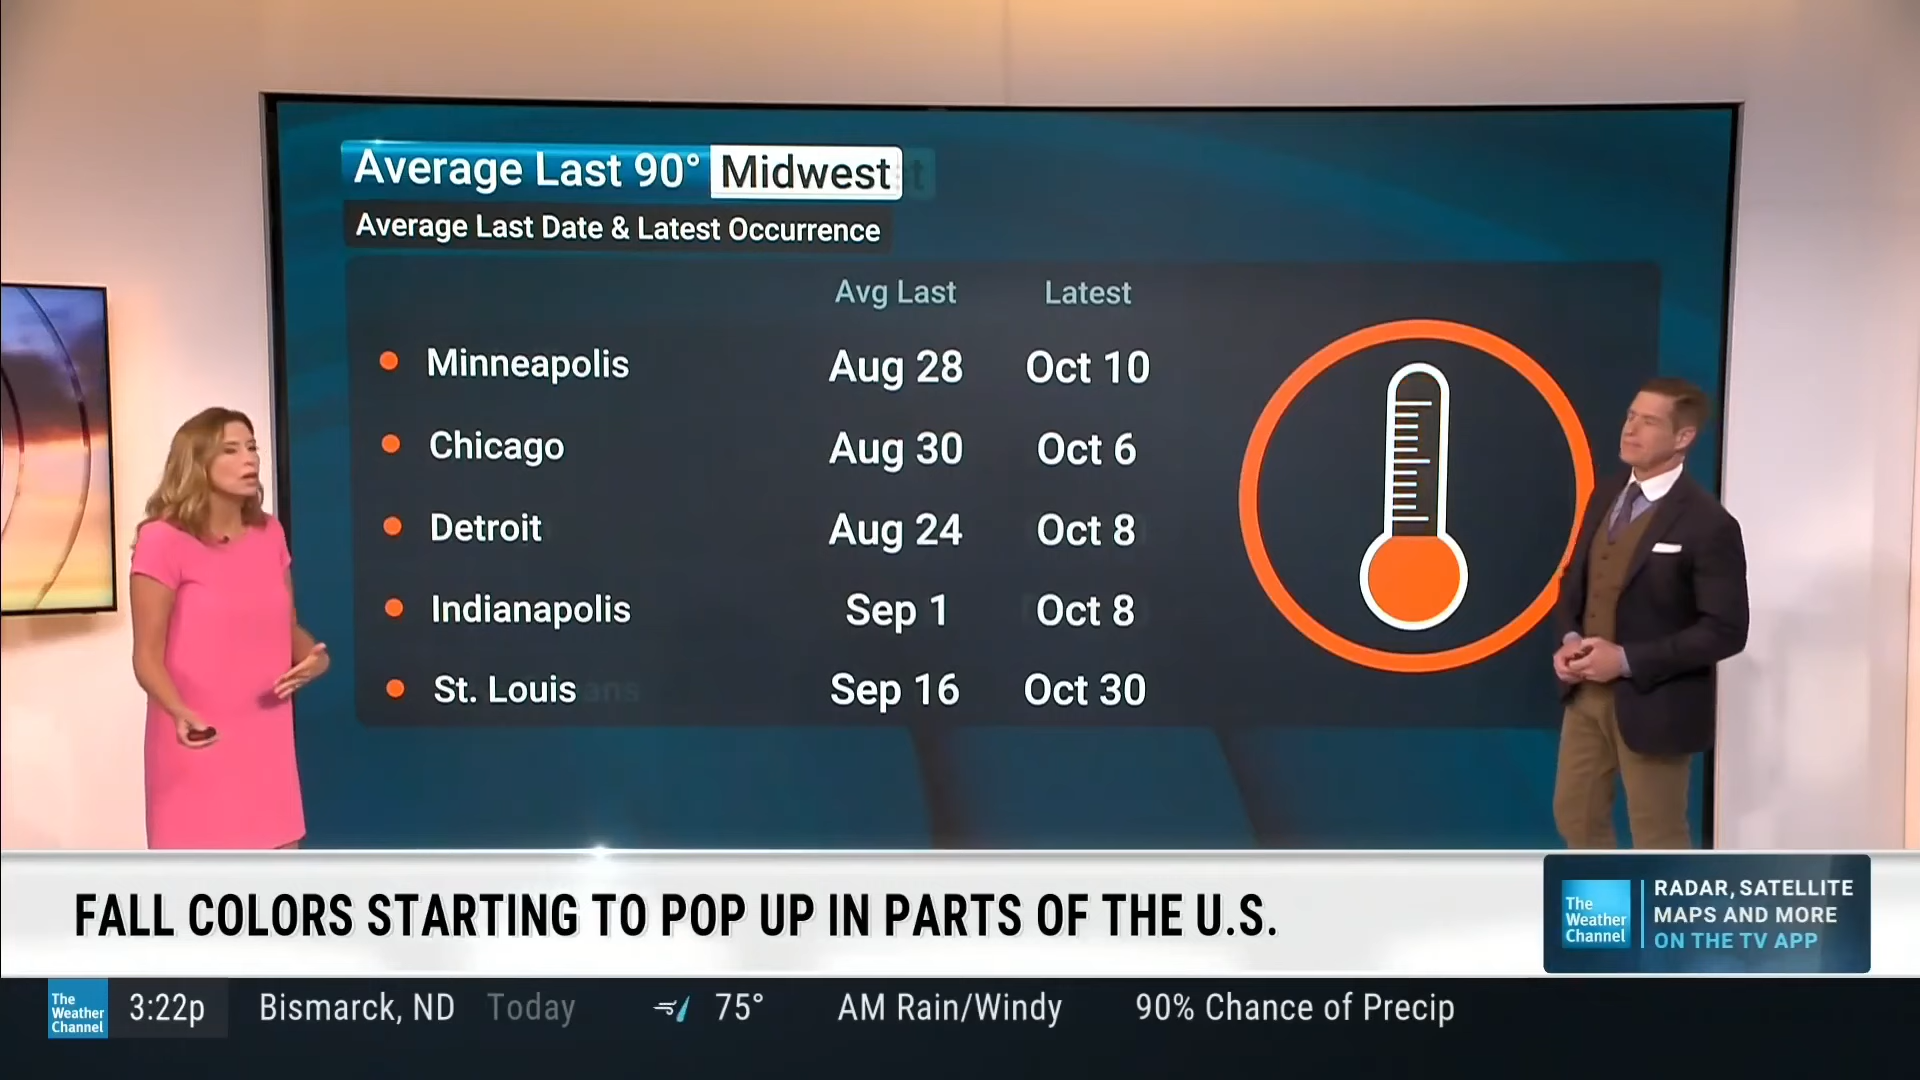 Average Last 90° Midwest
Average Last Date & Latest Occurrence
Avg Last Latest
Minneapolis Aug 28 Oct 10
Chicago Aug 30 Oct 6
Detroit Aug 24 Oct 8
Indianapolis Sep 1 Oct 8
St. Louis Sep 16 Oct 30
FALL COLORS STARTING TO POP UP IN PARTS OF THE U.S.
The
Weather
Channel
RADAR, SATELLITE
MAPS AND MORE
ON THE TV APP
The
Weather
Channel
3:22p Bismarck, ND Today 75° AM Rain/Windy 90% Chance of Precip